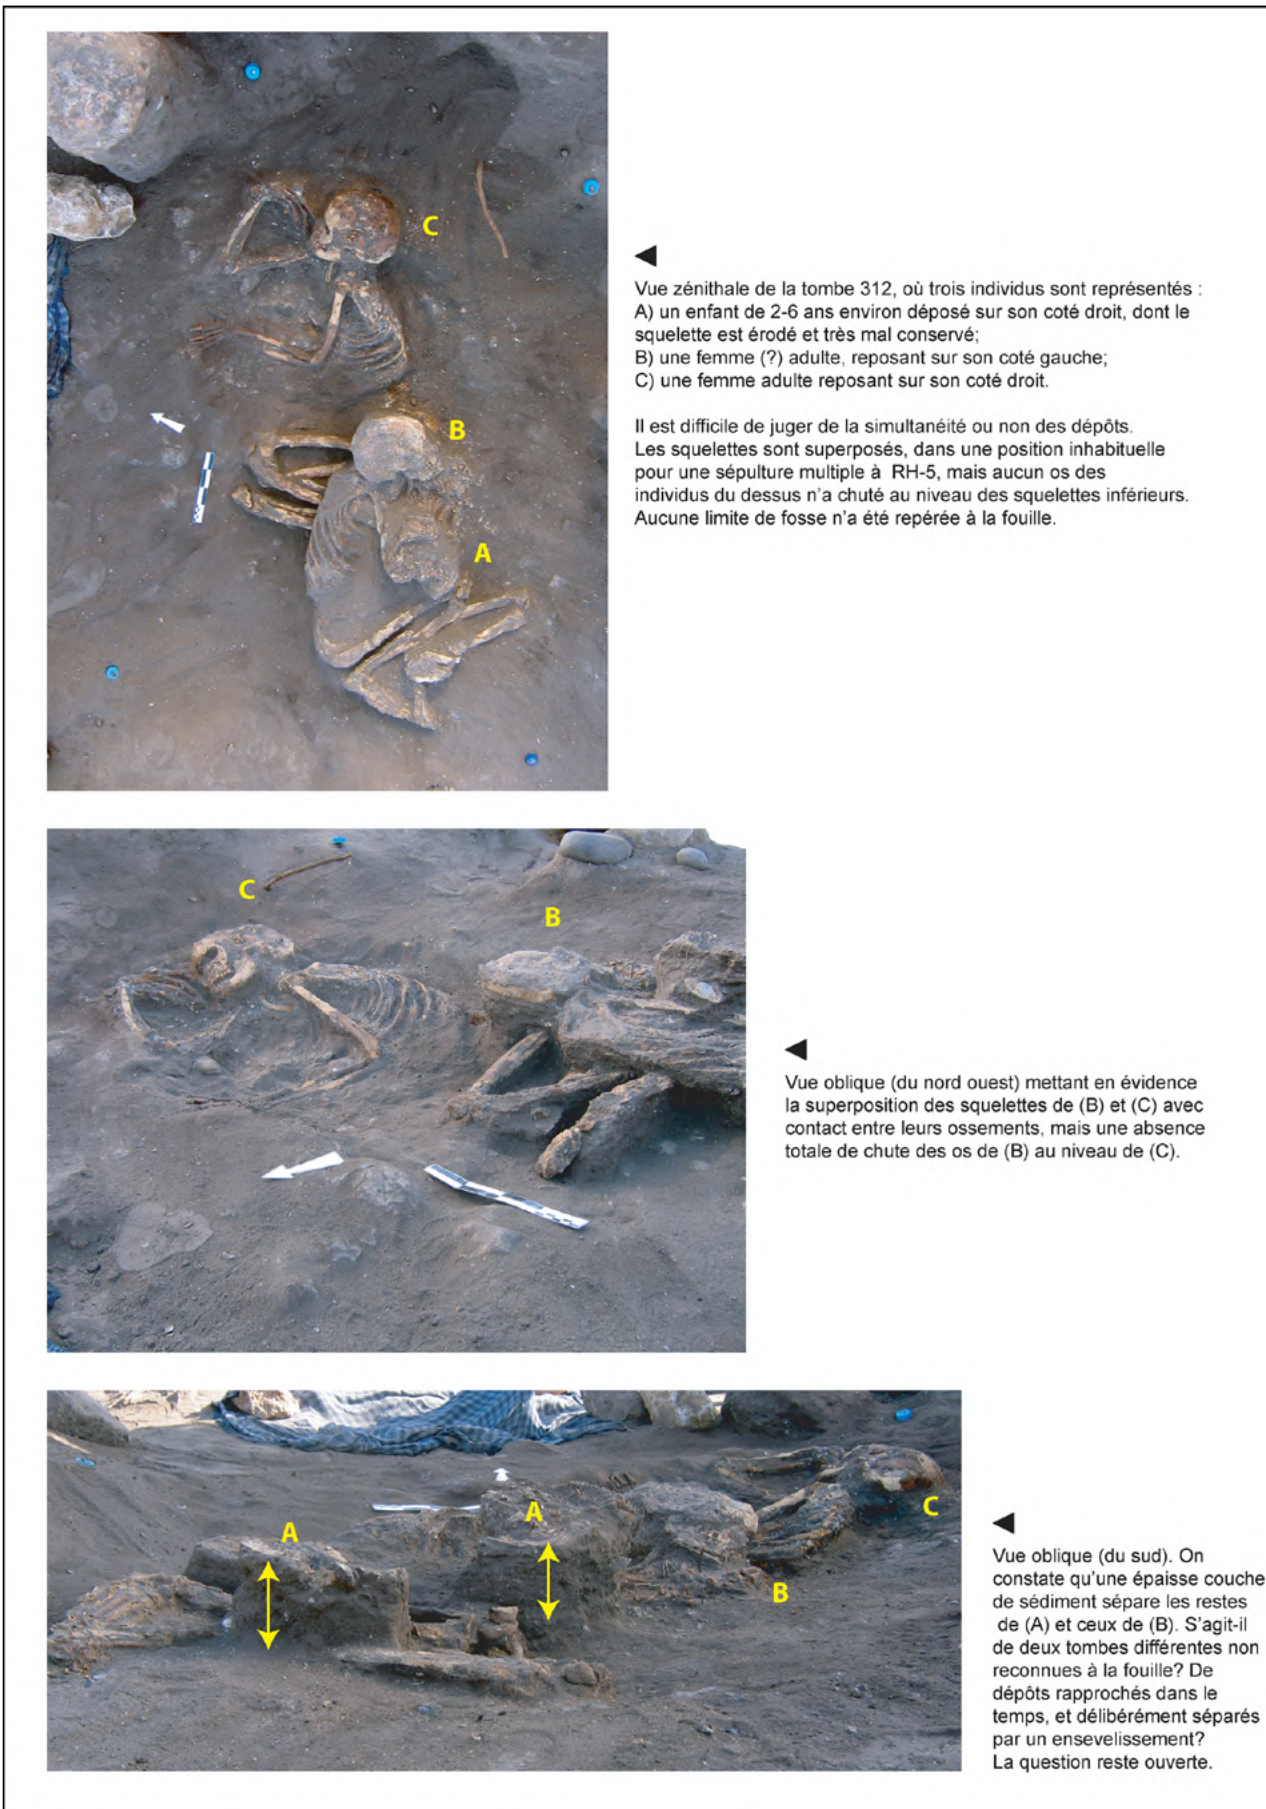 C
B
A
Vue zénithale de la tombe 312, où trois individus sont représentés :
A) un enfant de 2-6 ans environ déposé sur son coté droit, dont le
squelette est érodé et très mal conservé;
B) une femme (?) adulte, reposant sur son coté gauche;
C) une femme adulte reposant sur son coté droit.
Il est difficile de juger de la simultanéité ou non des dépôts.
Les squelettes sont superposés, dans une position inhabituelle
pour une sépulture multiple à RH-5, mais aucun os des
individus du dessus n'a chuté au niveau des squelettes inférieurs.
Aucune limite de fosse n'a été repérée à la fouille.
C
B
Vue oblique (du nord ouest) mettant en évidence
la superposition des squelettes de (B) et (C) avec
contact entre leurs ossements, mais une absence
totale de chute des os de (B) au niveau de (C).
A
A
B
C
Vue oblique (du sud). On
constate qu'une épaisse couche
de sédiment sépare les restes
de (A) et ceux de (B). S'agit-il
de deux tombes différentes non
reconnues à la fouille? De
dépôts rapprochés dans le
temps, et délibérément séparés
par un ensevelissement?
La question reste ouverte.